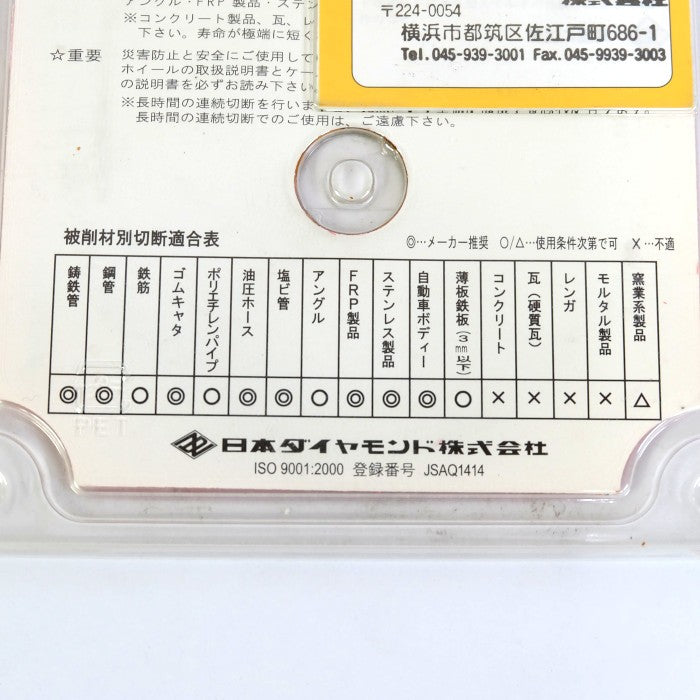 アングル・FRP 製品・ステン
※コンクリート製品、瓦、レ
下さい。寿命が極端に短く
☆重要 災害防止と安全にご使用して
ホイールの取扱説明書とケー
の説明書を必ずお読み下さい。
※長時間の連続切断を行いま
長時間の連続切断でのご使用は、ご遠慮下さい。
株式会社
〒224-0054
横浜市都筑区佐江戸町686-1
Tel. 045-939-3001 Fax. 045-9939-3003
被削材別切断適合表
◎…メーカー推奨 ○/△…使用条件次第で可 ×…不適
鋳鉄管 鋼管 鉄筋 ゴムキャタ ポリエチレンパイプ 油圧ホース 塩ビ管 アングル FRP製品 ステンレス製品 自動車ボディー 薄板鉄板(3mm以下) コンクリート 瓦(硬質瓦) レンガ モルタル製品 窯業系製品
◎ ◎ ○ ◎ ◎ ◎ ◎ ○ ◎ ◎ ◎ ○ × × × × △
PET
日本ダイヤモンド株式会社
ISO 9001:2000 登録番号 JSAQ1414